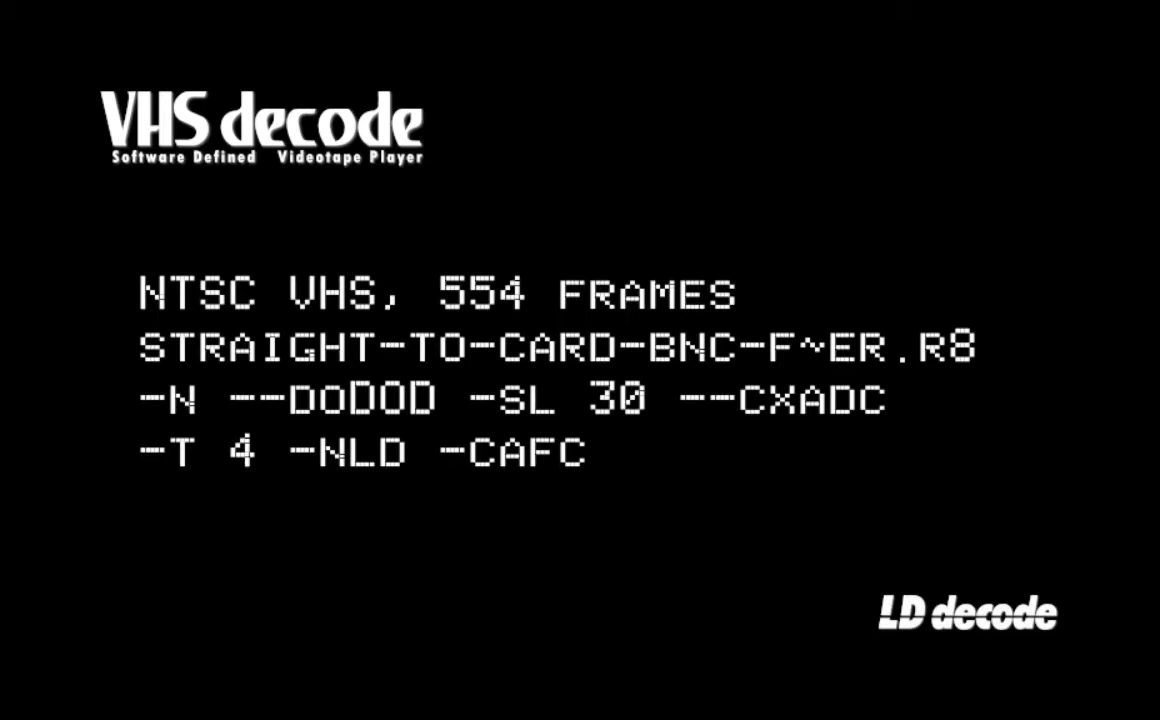 VHS decode
Software Defined Videotape Player
NTSC VHS, 554 FRAMES
STRAIGHT-TO-CARD-BNC-F~ER.R8
-N --DODOD -SL 30 --CXADC
-T 4 -NLD -CAFC
LD decode